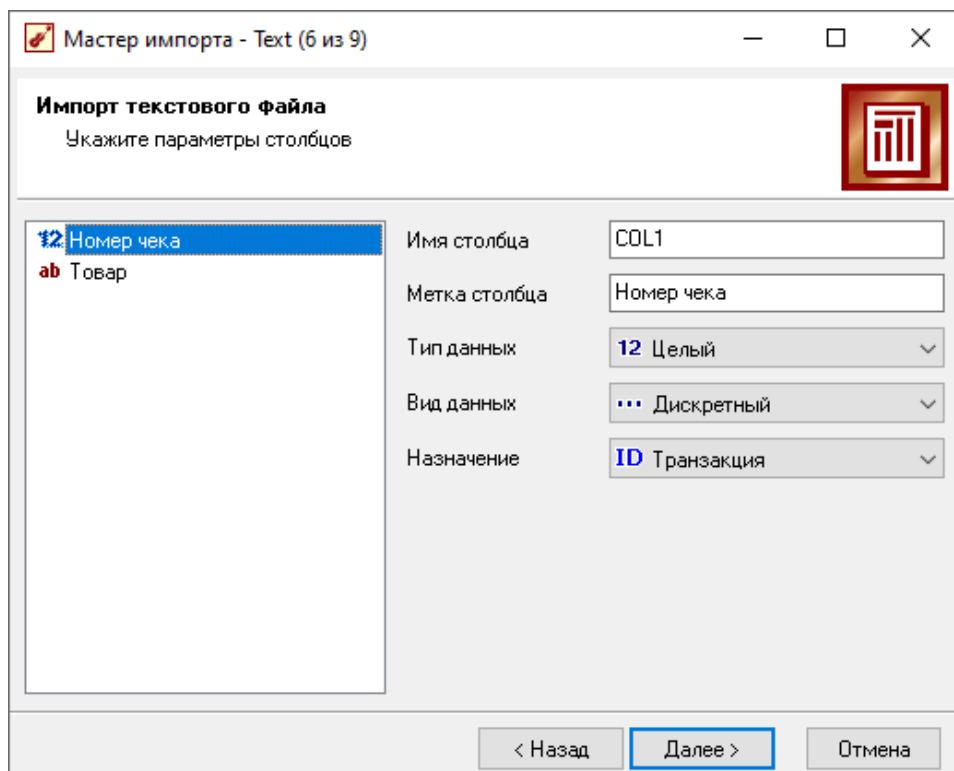 Мастер импорта - Text (6 из 9)
Импорт текстового файла
Укажите параметры столбцов
12 Номер чека
ab Товар
Имя столбца COL1
Метка столбца Номер чека
Тип данных 12 Целый
Вид данных Дискретный
Назначение ID Транзакция
< Назад Далее > Отмена